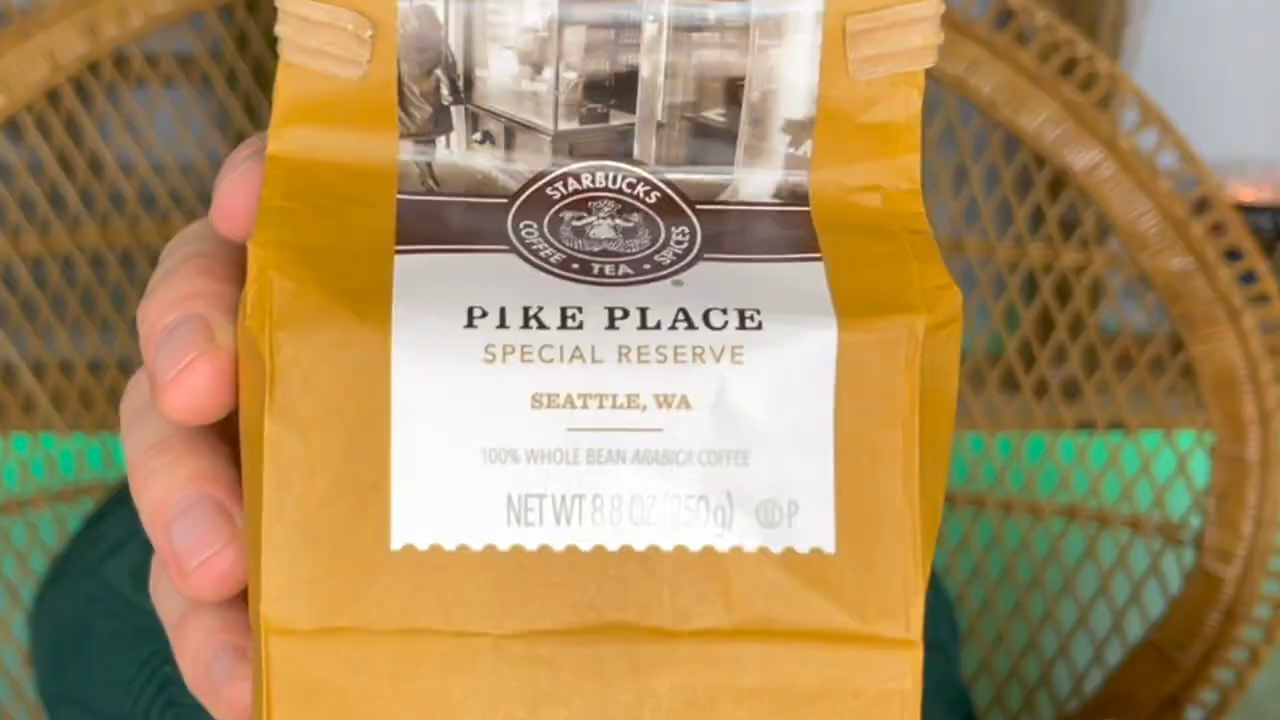 STARBUCKS
COFFEE • TEA • SPICES
PIKE PLACE
SPECIAL RESERVE
SEATTLE, WA
100% WHOLE BEAN ARABICA COFFEE
NET WT 8.8 OZ (250g) Ⓤ P